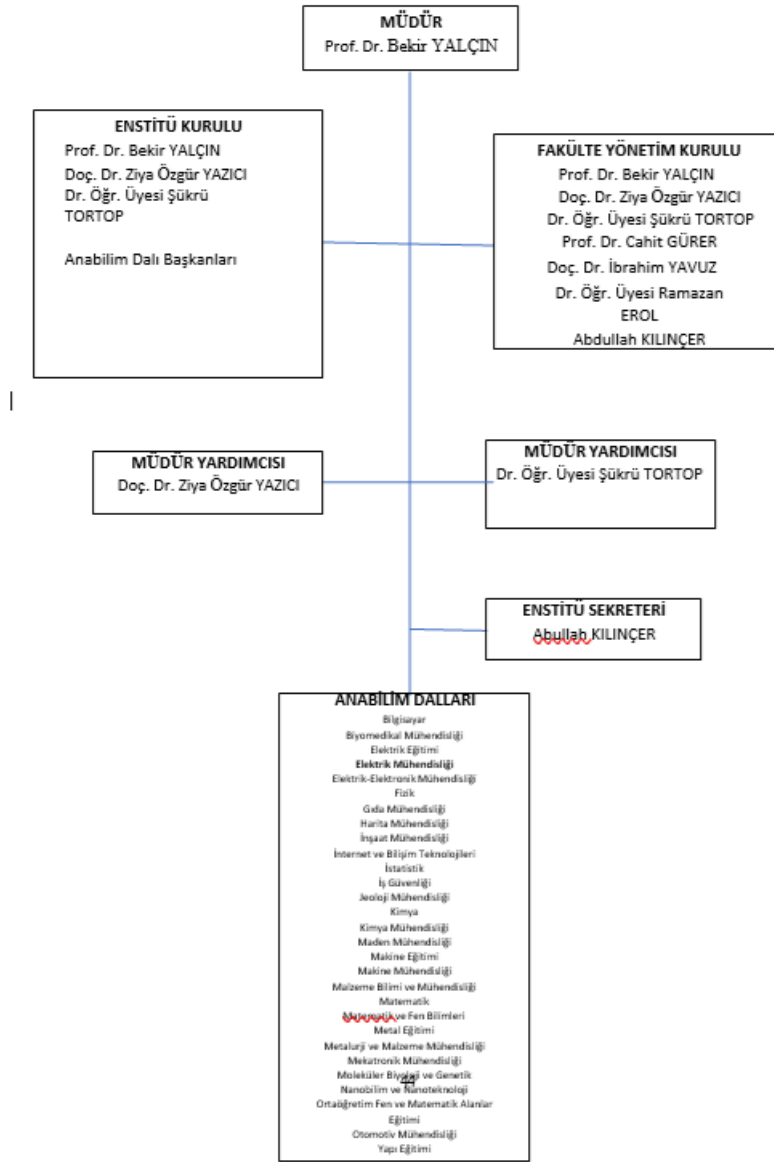 MÜDÜR
Prof. Dr. Bekir YALÇIN
ENSTİTÜ KURULU
Prof. Dr. Bekir YALÇIN
Doç. Dr. Ziya Özgür YAZICI
Dr. Öğr. Üyesi Şükrü
TORTOP
Anabilim Dalı Başkanları
FAKÜLTE YÖNETİM KURULU
Prof. Dr. Bekir YALÇIN
Doç. Dr. Ziya Özgür YAZICI
Dr. Öğr. Üyesi Şükrü TORTOP
Prof. Dr. Cahit GÜRER
Doç. Dr. İbrahim YAVUZ
Dr. Öğr. Üyesi Ramazan
EROL
Abdullah KILINÇER
MÜDÜR YARDIMCISI
Doç. Dr. Ziya Özgür YAZICI
MÜDÜR YARDIMCISI
Dr. Öğr. Üyesi Şükrü TORTOP
ENSTİTÜ SEKRETERİ
Abullah KILINÇER
ANABİLİM DALLARI
Bilgisayar
Biyomedikal Mühendisliği
Elektrik Eğitimi
Elektrik Mühendisliği
Elektrik-Elektronik Mühendisliği
Fizik
Gıda Mühendisliği
Harita Mühendisliği
İnşaat Mühendisliği
İnternet ve Bilişim Teknolojileri
İstatistik
İş Güvenliği
Jeoloji Mühendisliği
Kimya
Kimya Mühendisliği
Maden Mühendisliği
Makine Eğitimi
Makine Mühendisliği
Malzeme Bilimi ve Mühendisliği
Matematik
Matematik ve Fen Bilimleri
Metal Eğitimi
Metalurji ve Malzeme Mühendisliği
Mekatronik Mühendisliği
Moleküler Biyoloji ve Genetik
44
Nanobilim ve Nanoteknoloji
Ortaöğretim Fen ve Matematik Alanlar
Eğitimi
Otomotiv Mühendisliği
Yapı Eğitimi